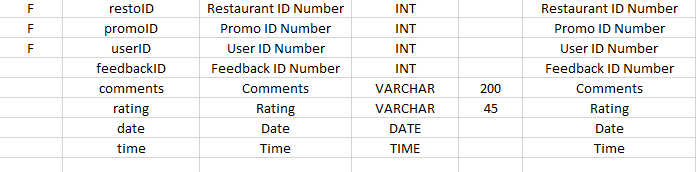 F restoID Restaurant ID Number INT Restaurant ID Number
F promoID Promo ID Number INT Promo ID Number
F userID User ID Number INT User ID Number
feedbackID Feedback ID Number INT Feedback ID Number
comments Comments VARCHAR 200 Comments
rating Rating VARCHAR 45 Rating
date Date DATE Date
time Time TIME Time